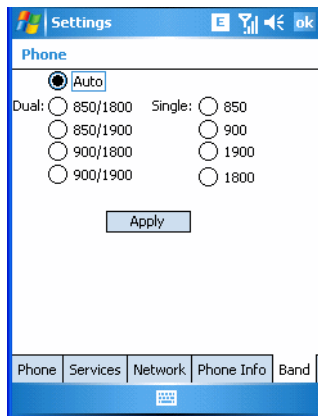 Settings E ok
Phone
Auto
Dual: 850/1800 Single: 850
850/1900 900
900/1800 1900
900/1900 1800
Apply
Phone Services Network Phone Info Band